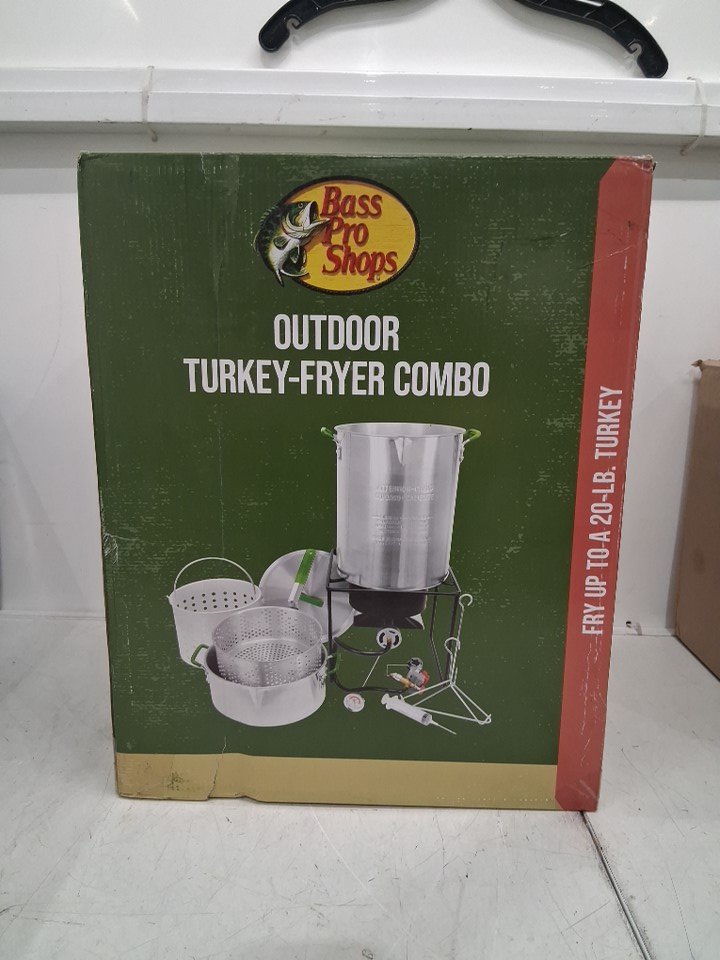 Bass
Pro
Shops
OUTDOOR
TURKEY-FRYER COMBO
FRY UP TO A 20-LB. TURKEY